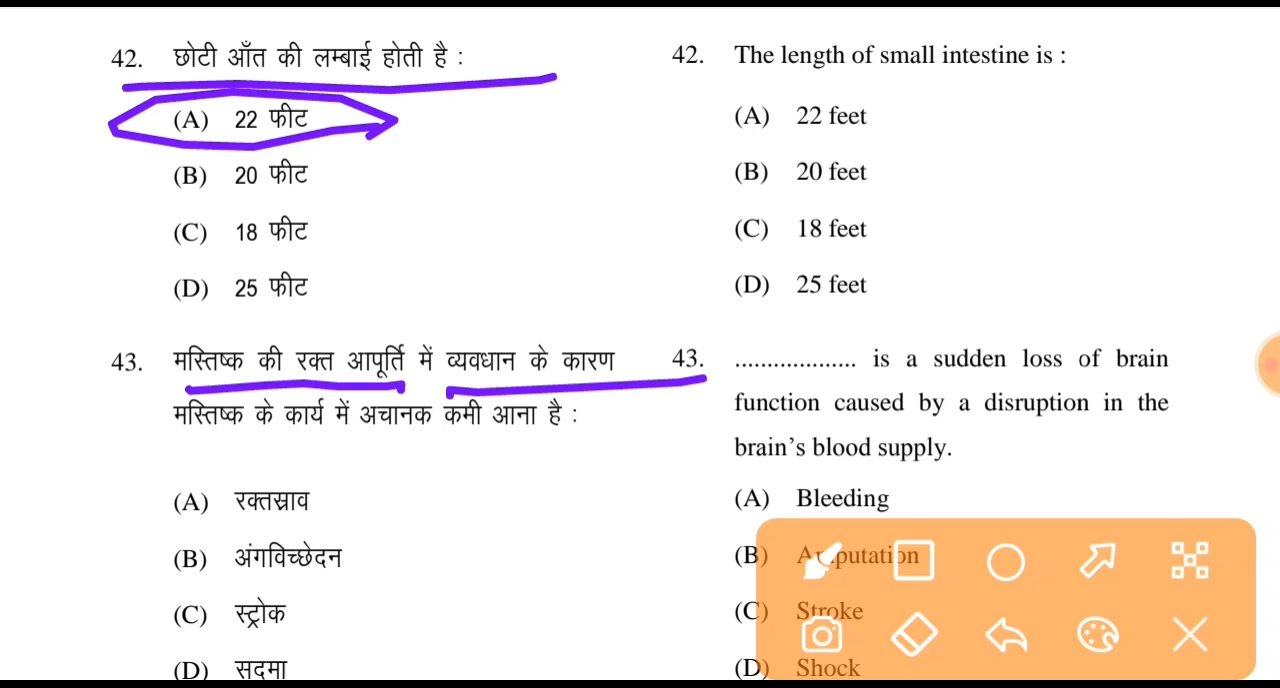 42. छोटी आँत की लम्बाई होती है :
(A) 22 फीट
(B) 20 फीट
(C) 18 फीट
(D) 25 फीट
43. मस्तिष्क की रक्त आपूर्ति में व्यवधान के कारण
मस्तिष्क के कार्य में अचानक कमी आना है :
(A) रक्तस्राव
(B) अंगविच्छेदन
(C) स्ट्रोक
(D) सदमा
42. The length of small intestine is :
(A) 22 feet
(B) 20 feet
(C) 18 feet
(D) 25 feet
43. .................. is a sudden loss of brain
function caused by a disruption in the
brain's blood supply.
(A) Bleeding
(B) Amputation
(C) Stroke
(D) Shock